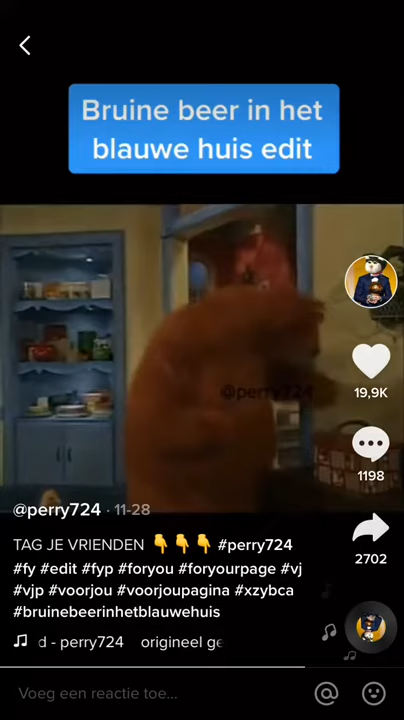 Bruine beer in het
blauwe huis edit
@perry724
19,9K
1198
2702
@perry724 · 11-28
TAG JE VRIENDEN 👇👇👇 #perry724
#fy #edit #fyp #foryou #foryourpage #vj
#vjp #voorjou #voorjoupagina #xzybca
#bruinebeerinhetblauwehuis
d - perry724 origineel ge
Voeg een reactie toe...